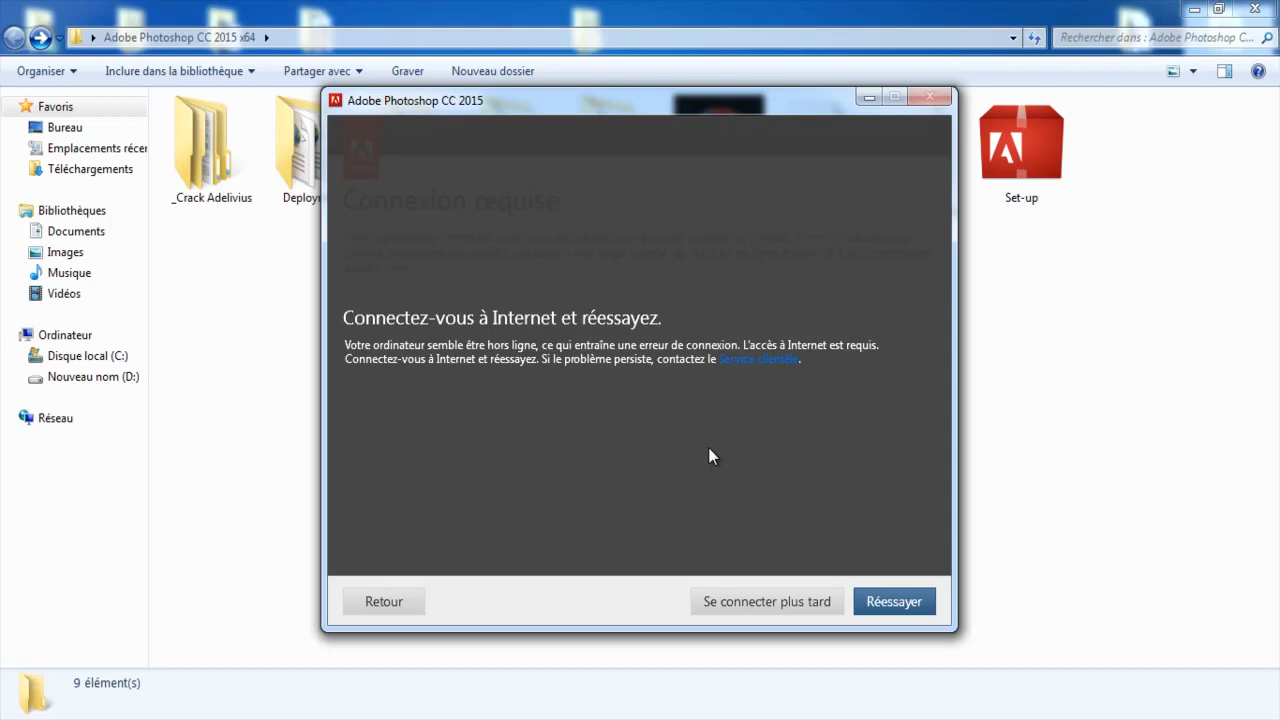 Adobe Photoshop CC 2015 x64
Rechercher dans : Adobe Photoshop C...
Organiser
Inclure dans la bibliothèque
Partager avec
Graver
Nouveau dossier
Favoris
Bureau
Emplacements récer
Téléchargements
Bibliothèques
Documents
Images
Musique
Vidéos
Ordinateur
Disque local (C:)
Nouveau nom (D:)
Réseau
_Crack Adelivius
Deployn
Set-up
Adobe Photoshop CC 2015
Connexion requise
Connectez-vous à Internet et réessayez.
Votre ordinateur semble être hors ligne, ce qui entraîne une erreur de connexion. L'accès à Internet est requis.
Connectez-vous à Internet et réessayez. Si le problème persiste, contactez le Service clientèle.
Retour
Se connecter plus tard
Réessayer
9 élément(s)